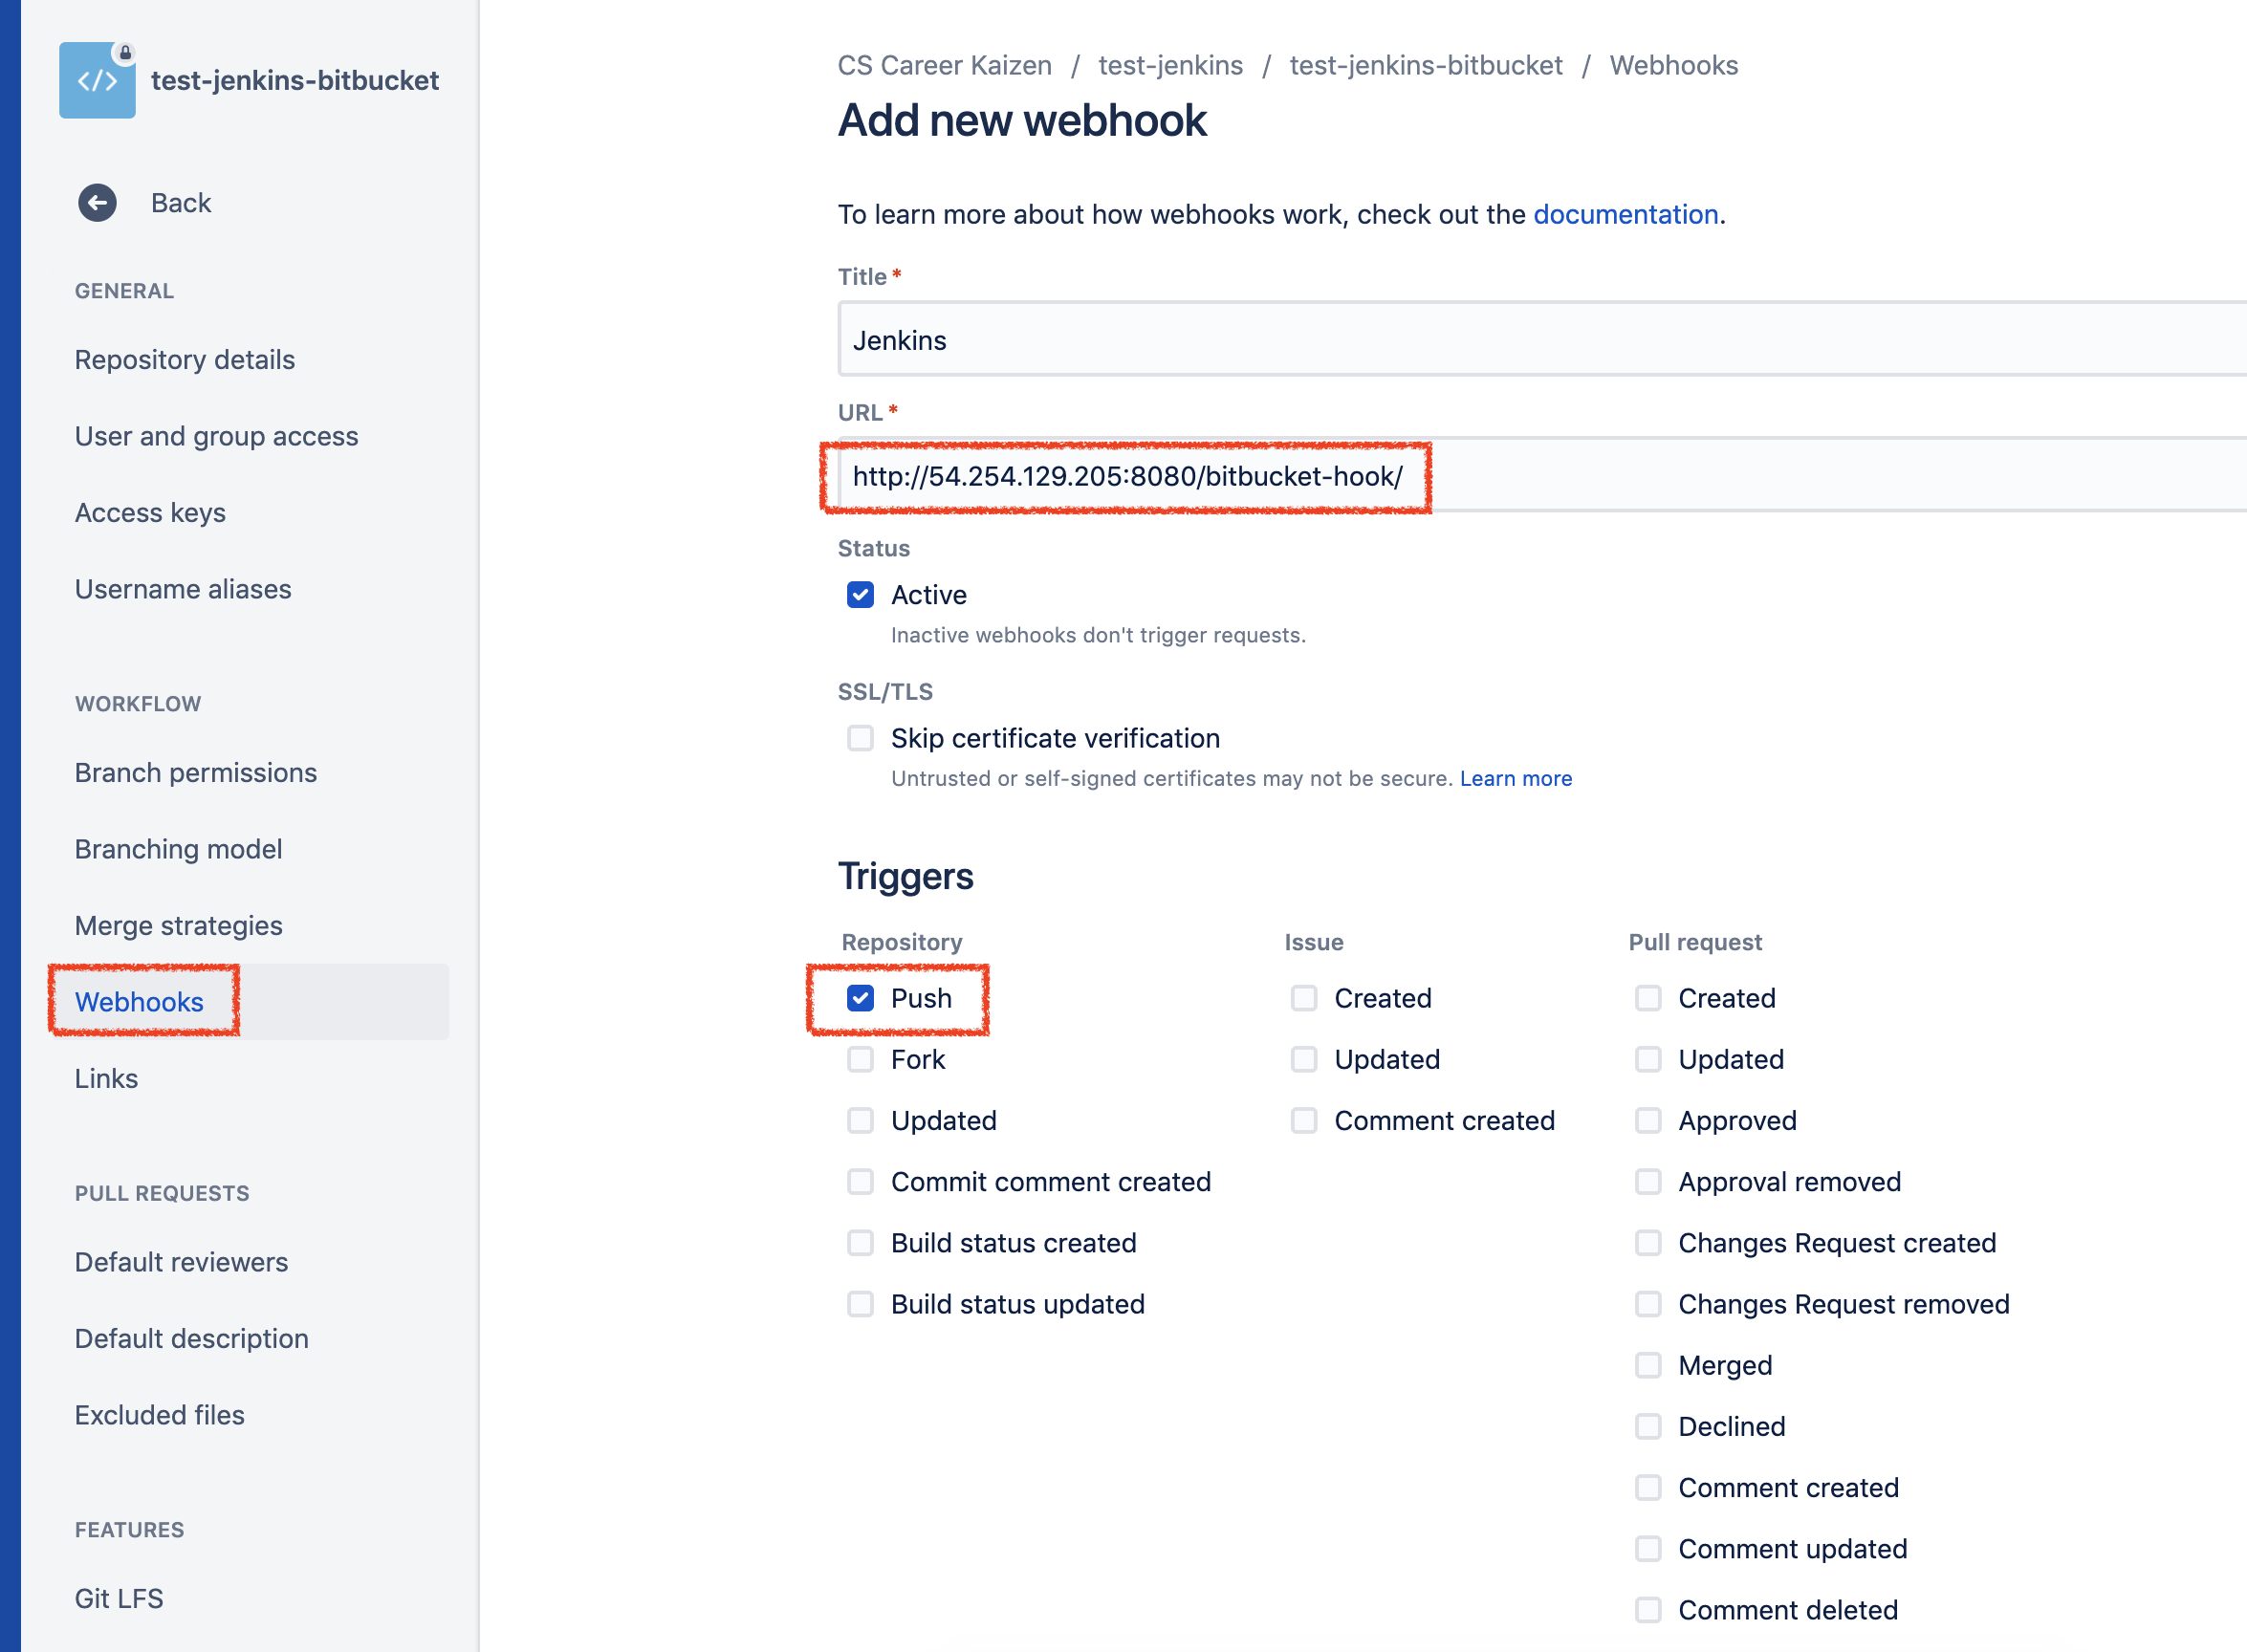 test-jenkins-bitbucket
Back
GENERAL
Repository details
User and group access
Access keys
Username aliases
WORKFLOW
Branch permissions
Branching model
Merge strategies
Webhooks
Links
PULL REQUESTS
Default reviewers
Default description
Excluded files
FEATURES
Git LFS
CS Career Kaizen / test-jenkins / test-jenkins-bitbucket / Webhooks
Add new webhook
To learn more about how webhooks work, check out the documentation.
Title *
Jenkins
URL *
http://54.254.129.205:8080/bitbucket-hook/
Status
Active
Inactive webhooks don't trigger requests.
SSL/TLS
Skip certificate verification
Untrusted or self-signed certificates may not be secure. Learn more
Triggers
Repository
Push
Fork
Updated
Commit comment created
Build status created
Build status updated
Issue
Created
Updated
Comment created
Pull request
Created
Updated
Approved
Approval removed
Changes Request created
Changes Request removed
Merged
Declined
Comment created
Comment updated
Comment deleted